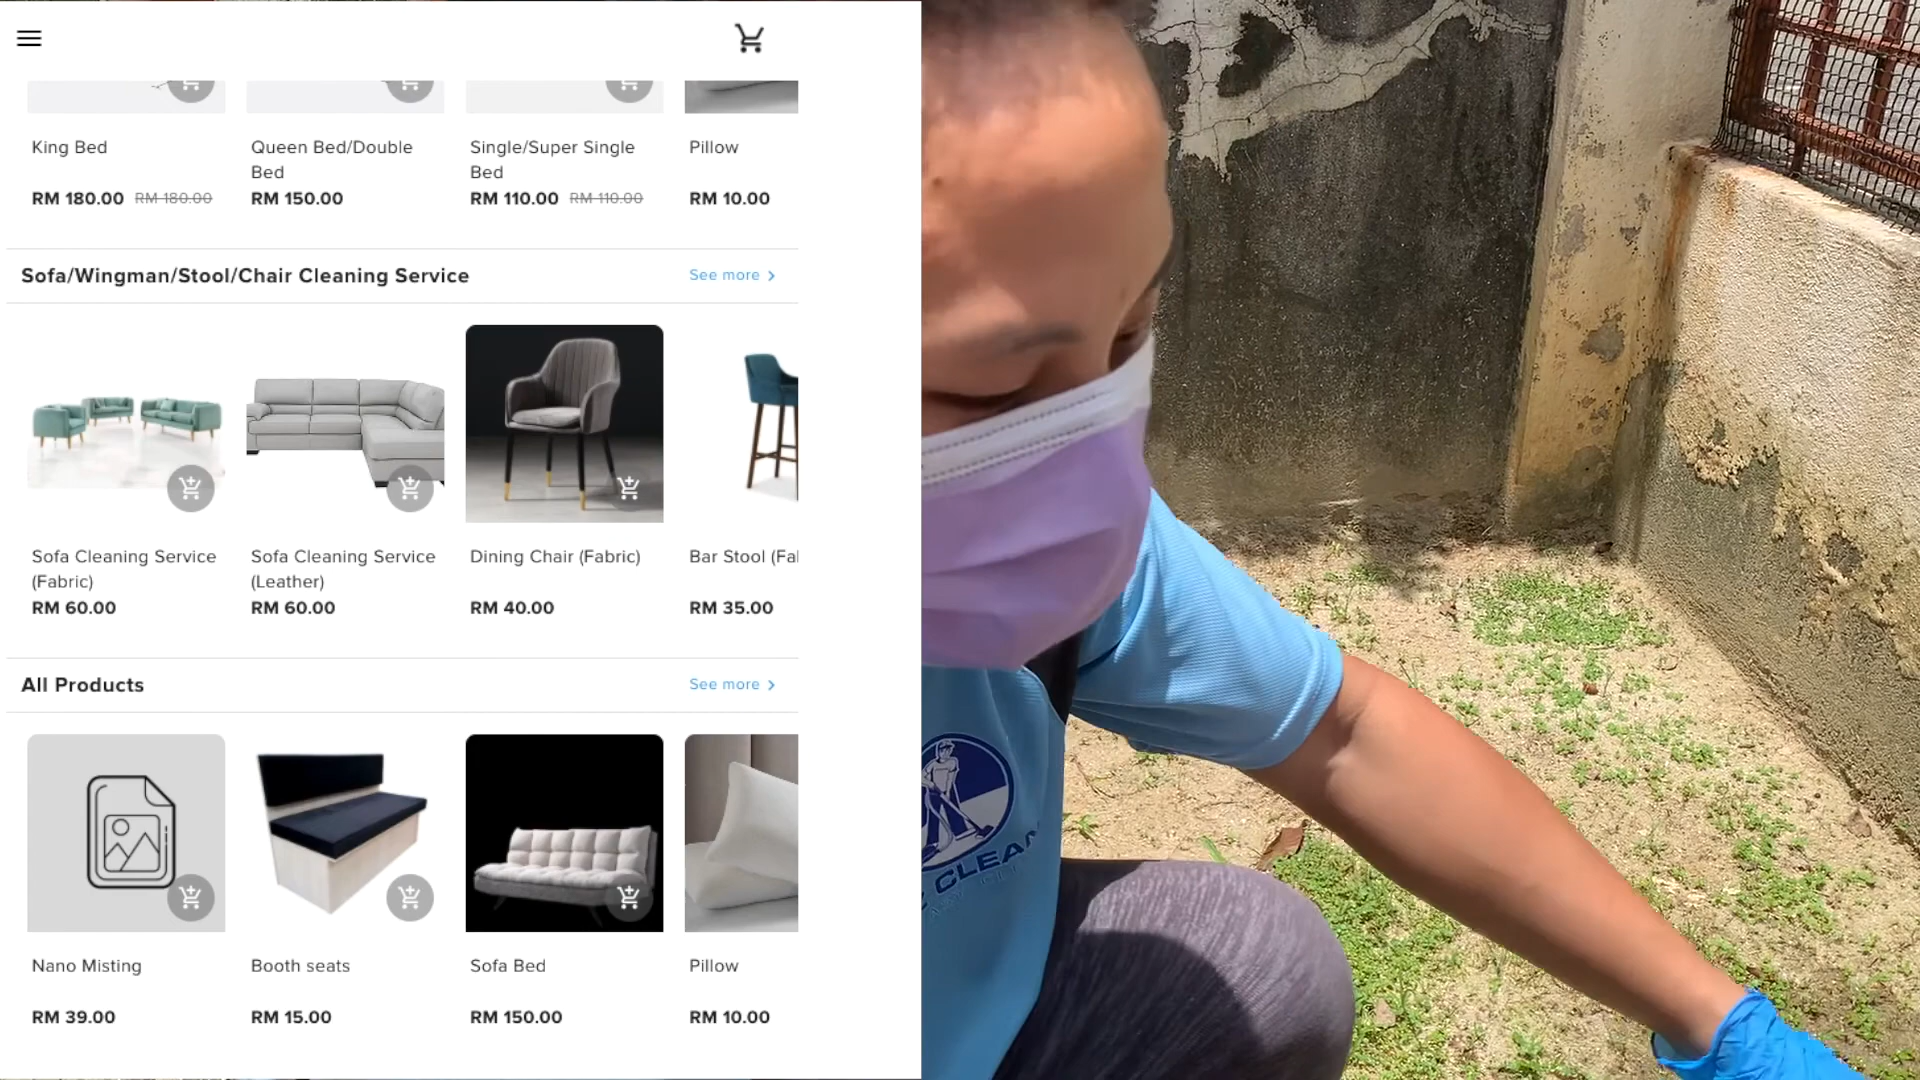 King Bed
Queen Bed/Double
Bed
Single/Super Single
Bed
Pillow
RM 180.00 RM 180.00
RM 150.00
RM 110.00 RM 110.00
RM 10.00
Sofa/Wingman/Stool/Chair Cleaning Service
See more >
Sofa Cleaning Service
(Fabric)
Sofa Cleaning Service
(Leather)
Dining Chair (Fabric)
Bar Stool (Fa
RM 60.00
RM 60.00
RM 40.00
RM 35.00
All Products
See more >
Nano Misting
Booth seats
Sofa Bed
Pillow
RM 39.00
RM 15.00
RM 150.00
RM 10.00
CLEAN